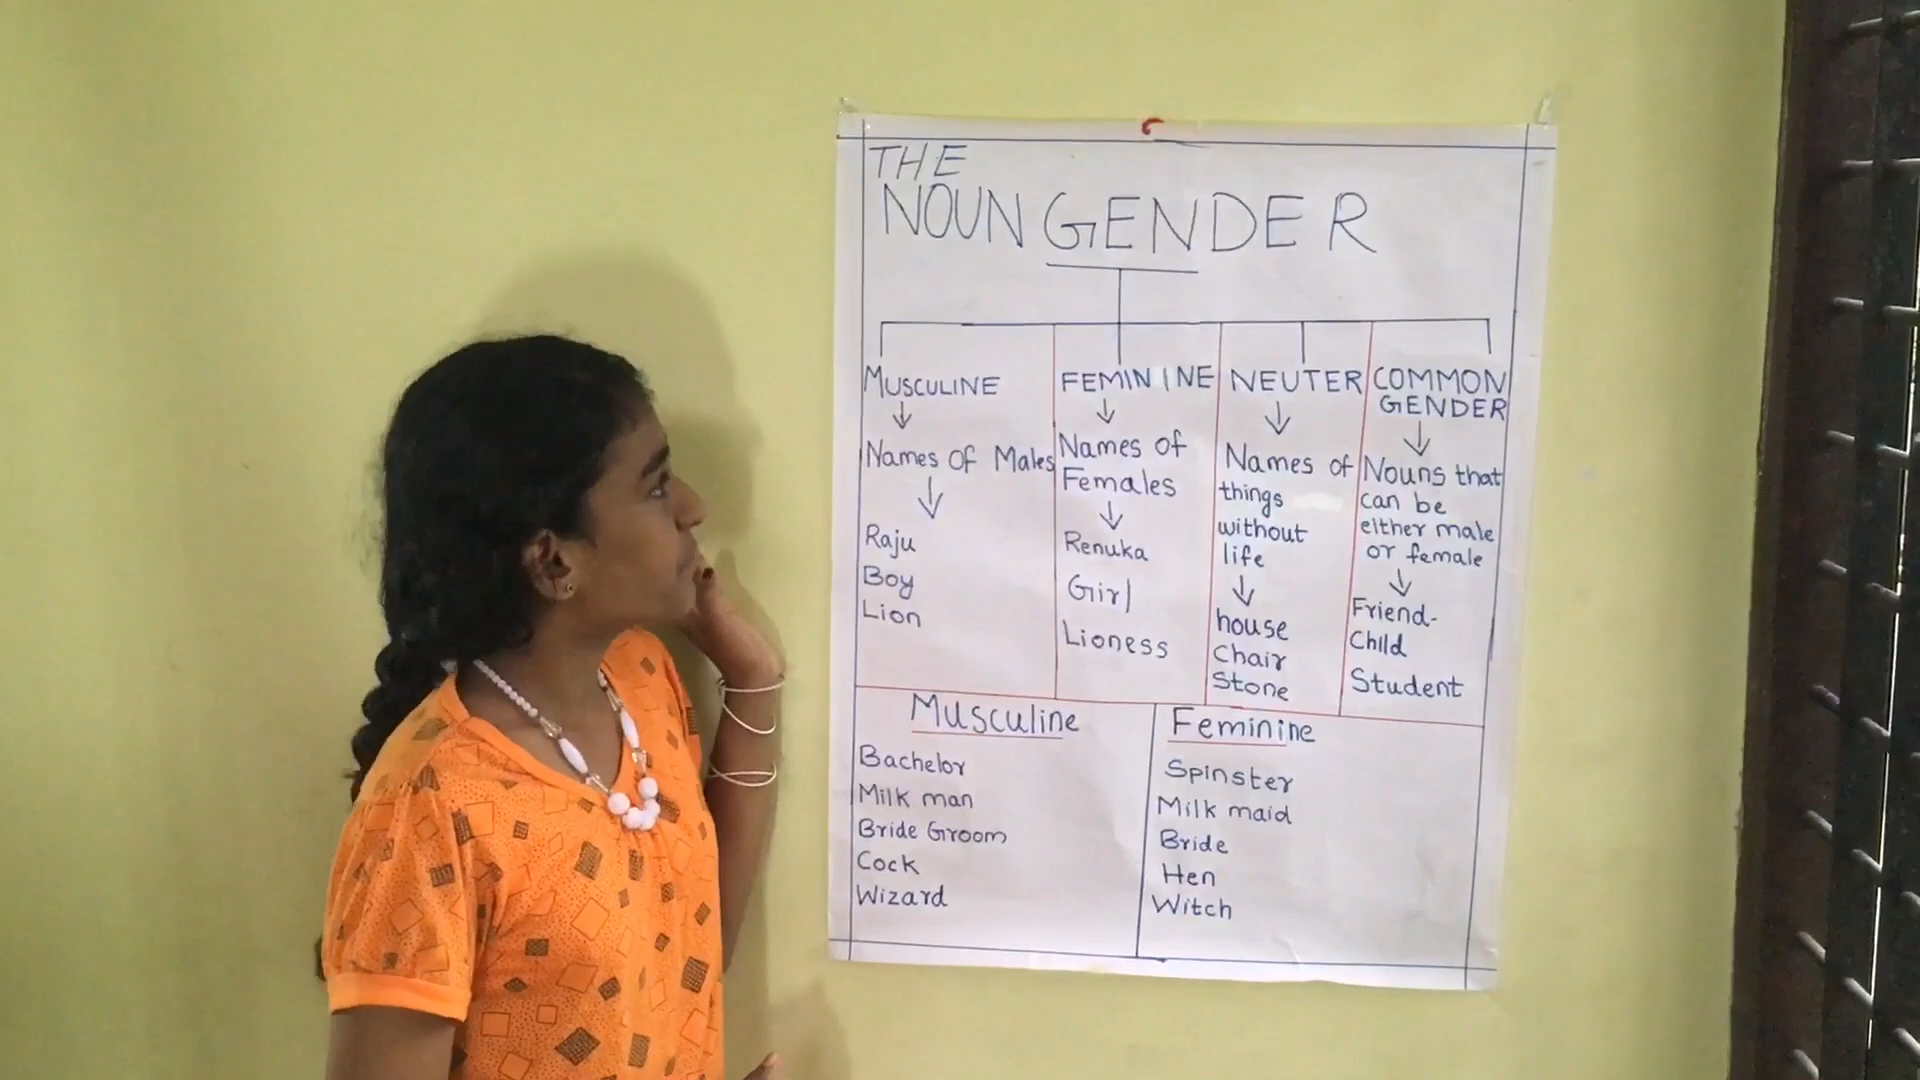 THE
NOUN GENDER
MUSCULINE
Names Of Males
Raju
Boy
Lion
FEMININE
Names of
Females
Renuka
Girl
Lioness
NEUTER
Names of
things
without
life
house
Chair
Stone
COMMON
GENDER
Nouns that
can be
either male
or female
Friend-
Child
Student
Musculine
Bachelor
Milk man
Bride Groom
Cock
Wizard
Feminine
Spinster
Milk maid
Bride
Hen
Witch